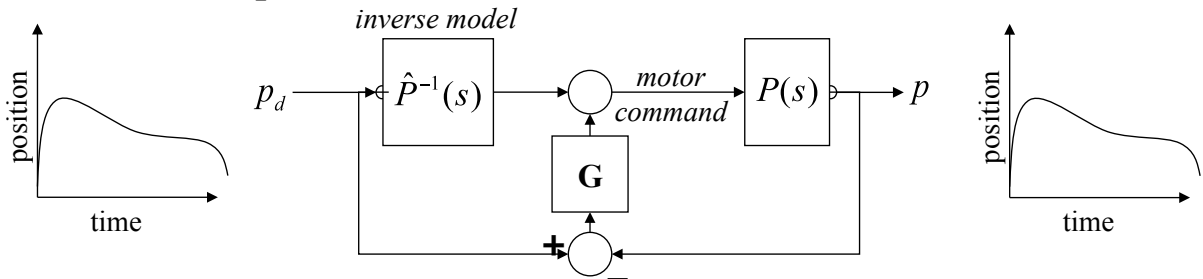 inverse model
position
time
p_d
P̂⁻¹(s)
motor
command
P(s)
p
G
+
−
position
time